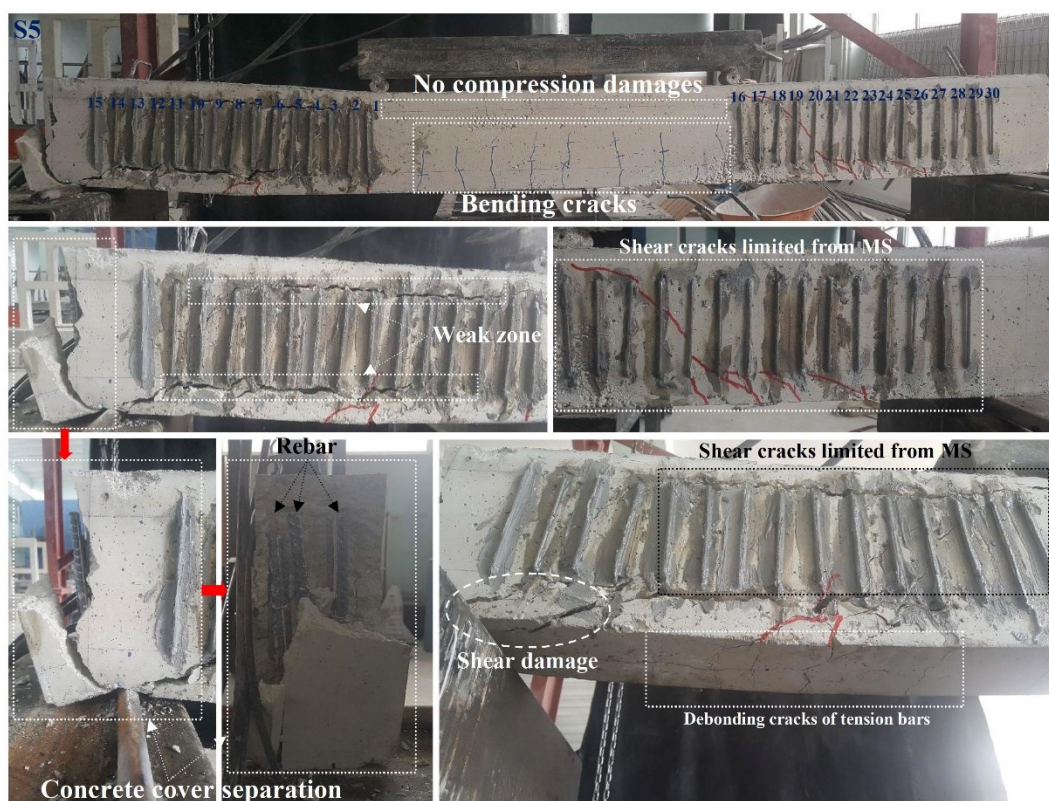 S5
No compression damages
15 14 13 12 11 10 9 8 7 6 5 4 3 2 1
16 17 18 19 20 21 22 23 24 25 26 27 28 29 30
Bending cracks
Weak zone
Shear cracks limited from MS
Rebar
Concrete cover separation
Shear cracks limited from MS
Shear damage
Debonding cracks of tension bars